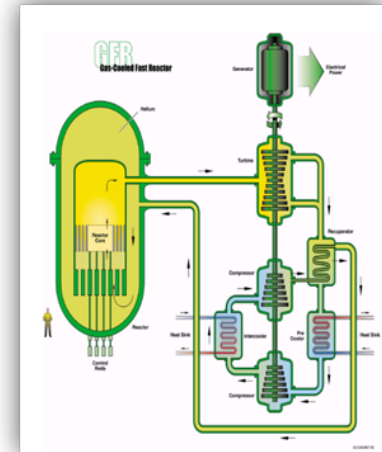 GFR
Gas-Cooled Fast Reactor
Generator
Electrical
Power
Helium
Turbine
Recuperator
Reactor
Core
Compressor
Heat Sink
Intercooler
Pre
Cooler
Heat Sink
Reactor
Compressor
Control
Rods